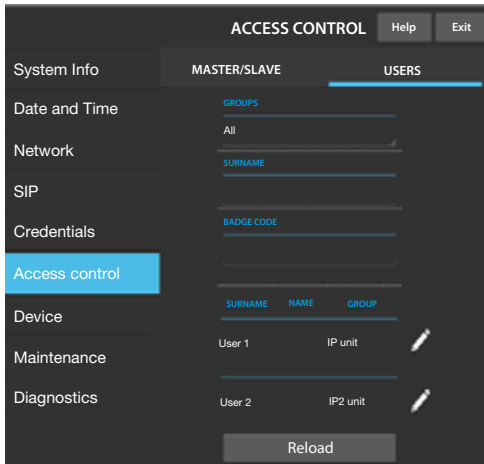 ACCESS CONTROL Help Exit
System Info
Date and Time
Network
SIP
Credentials
Access control
Device
Maintenance
Diagnostics
MASTER/SLAVE USERS
GROUPS
All
SURNAME
BADGE CODE
SURNAME NAME GROUP
User 1 IP unit
User 2 IP2 unit
Reload